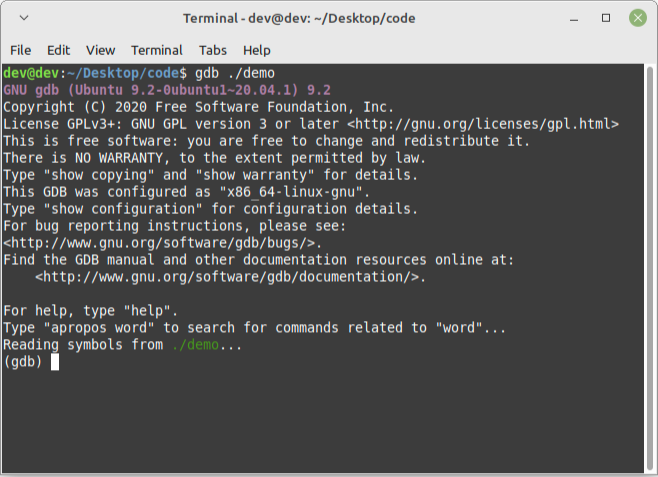 Terminal - dev@dev: ~/Desktop/code
File Edit View Terminal Tabs Help
dev@dev:~/Desktop/code$ gdb ./demo
GNU gdb (Ubuntu 9.2-0ubuntu1~20.04.1) 9.2
Copyright (C) 2020 Free Software Foundation, Inc.
License GPLv3+: GNU GPL version 3 or later <http://gnu.org/licenses/gpl.html>
This is free software: you are free to change and redistribute it.
There is NO WARRANTY, to the extent permitted by law.
Type "show copying" and "show warranty" for details.
This GDB was configured as "x86_64-linux-gnu".
Type "show configuration" for configuration details.
For bug reporting instructions, please see:
<http://www.gnu.org/software/gdb/bugs/>.
Find the GDB manual and other documentation resources online at:
    <http://www.gnu.org/software/gdb/documentation/>.

For help, type "help".
Type "apropos word" to search for commands related to "word"...
Reading symbols from ./demo...
(gdb)